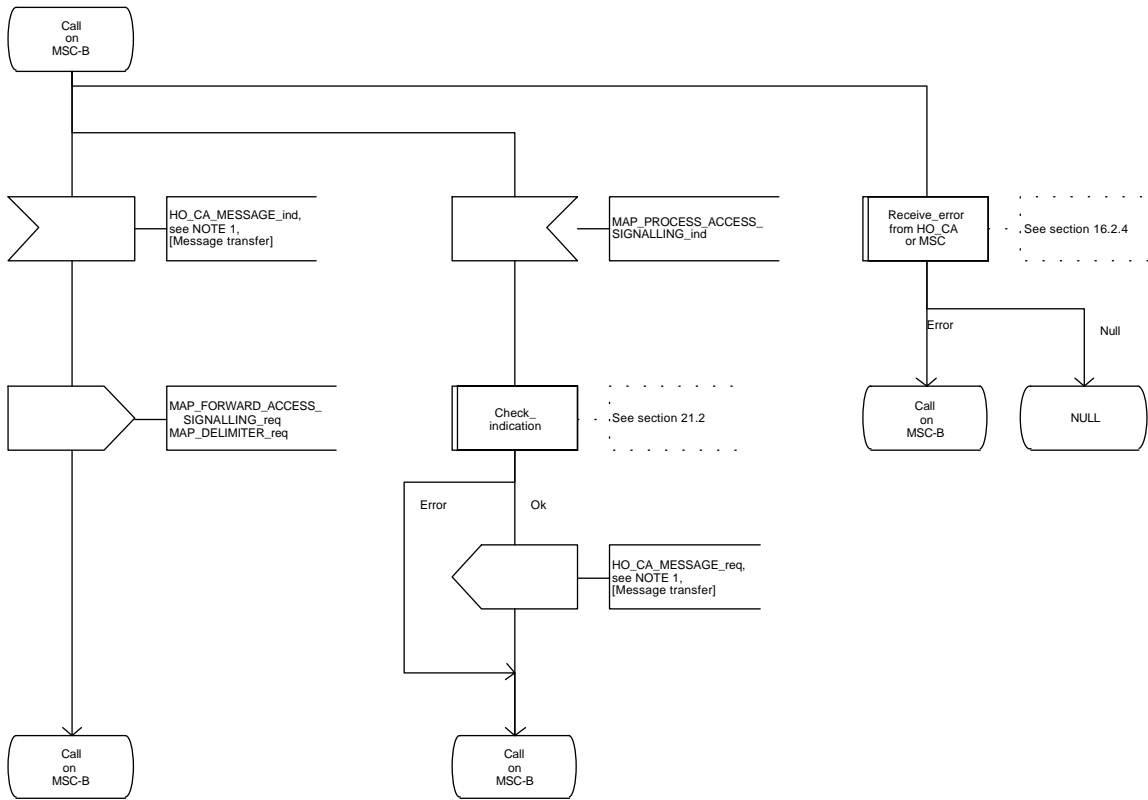 Call
on
MSC-B
HO_CA_MESSAGE_ind,
see NOTE 1,
[Message transfer]
MAP_PROCESS_ACCESS_
SIGNALLING_ind
Receive_error
from HO_CA
or MSC
See section 16.2.4
Error
Null
MAP_FORWARD_ACCESS_
SIGNALLING_req
MAP_DELIMITER_req
Check_
indication
See section 21.2
Call
on
MSC-B
NULL
Error
Ok
HO_CA_MESSAGE_req,
see NOTE 1,
[Message transfer]
Call
on
MSC-B
Call
on
MSC-B